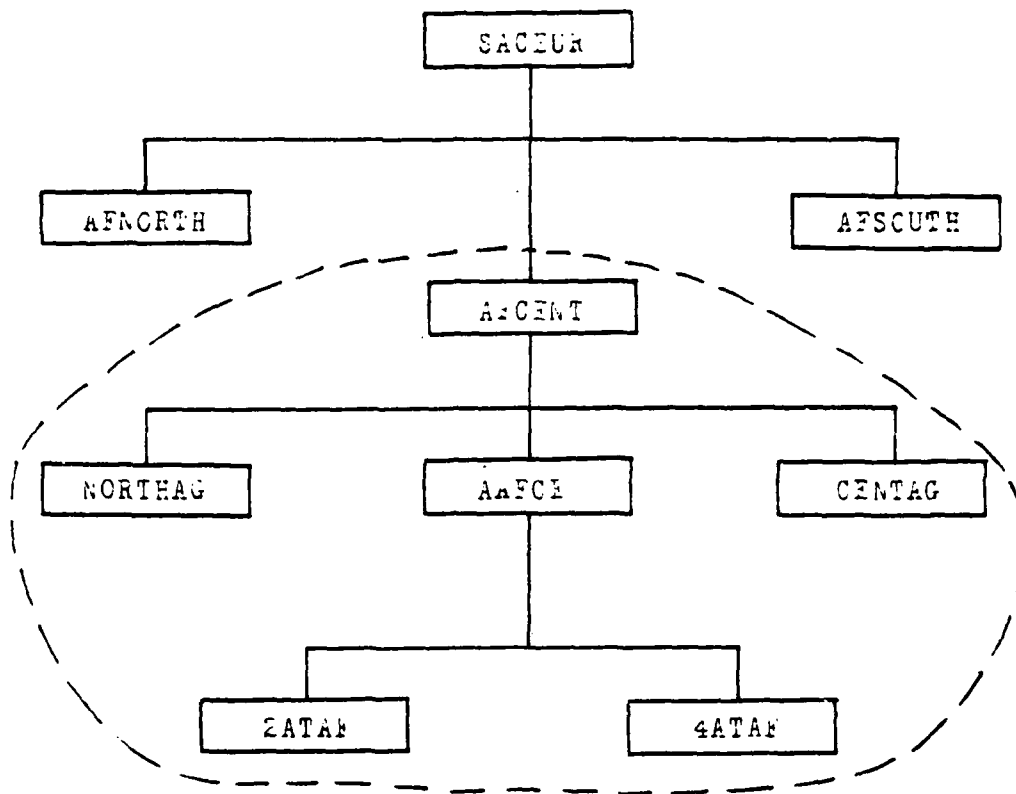 SACEUR
AFNORTH
AFSOUTH
AFCENT
NORTHAG
AAFCE
CENTAG
2ATAF
4ATAF